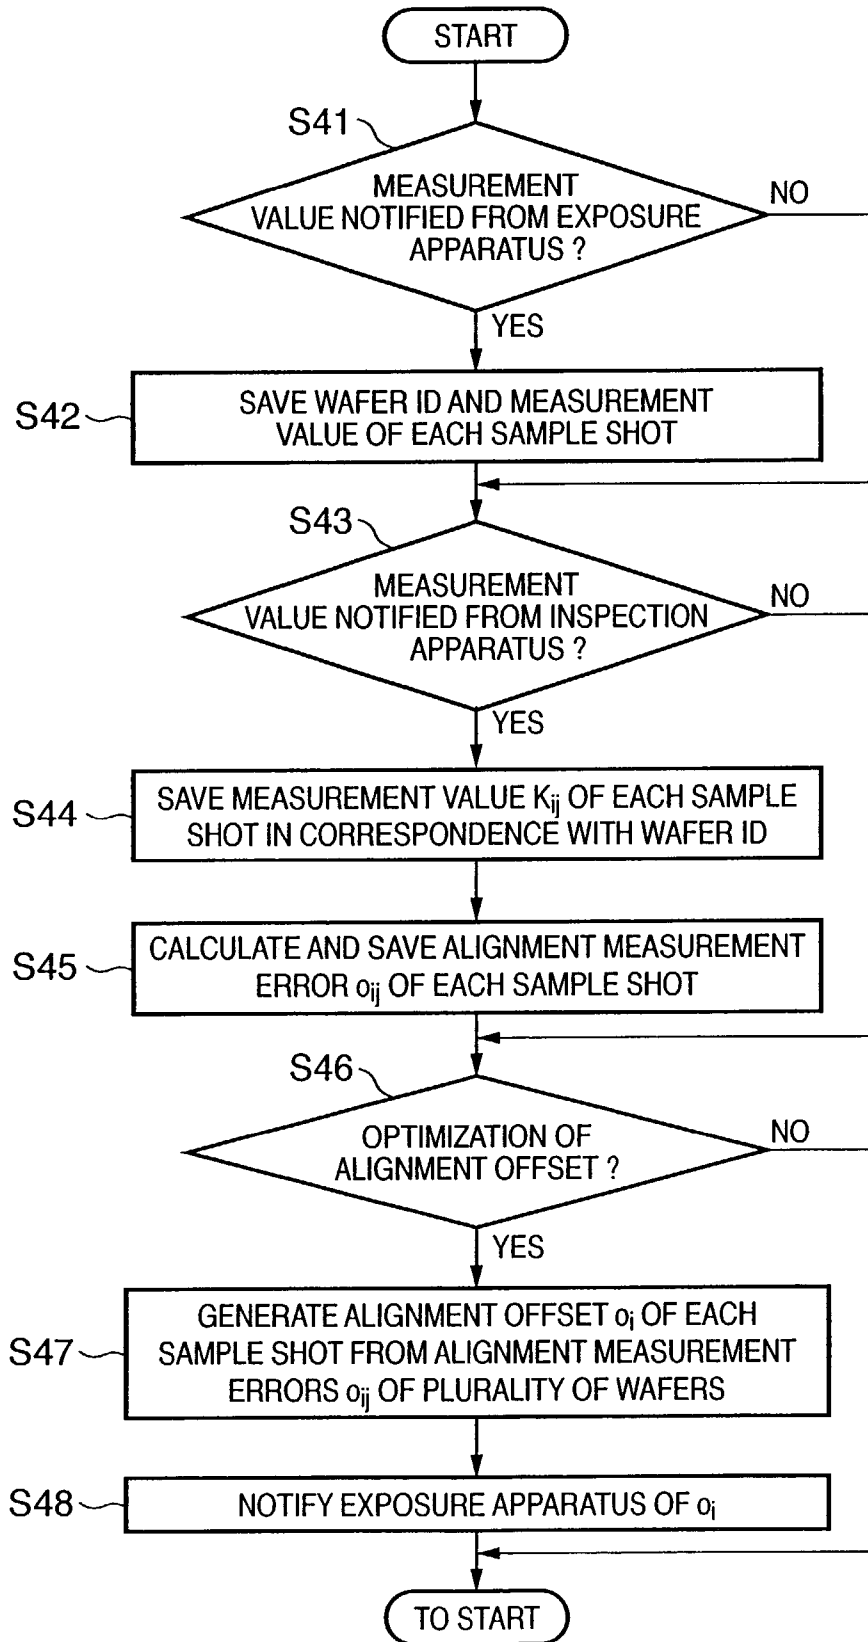 START
S41
MEASUREMENT
VALUE NOTIFIED FROM EXPOSURE
APPARATUS ?
NO
YES
S42
SAVE WAFER ID AND MEASUREMENT
VALUE OF EACH SAMPLE SHOT
S43
MEASUREMENT
VALUE NOTIFIED FROM INSPECTION
APPARATUS ?
NO
YES
S44
SAVE MEASUREMENT VALUE Kij OF EACH SAMPLE
SHOT IN CORRESPONDENCE WITH WAFER ID
S45
CALCULATE AND SAVE ALIGNMENT MEASUREMENT
ERROR oij OF EACH SAMPLE SHOT
S46
OPTIMIZATION OF
ALIGNMENT OFFSET ?
NO
YES
S47
GENERATE ALIGNMENT OFFSET oi OF EACH
SAMPLE SHOT FROM ALIGNMENT MEASUREMENT
ERRORS oij OF PLURALITY OF WAFERS
S48
NOTIFY EXPOSURE APPARATUS OF oi
TO START